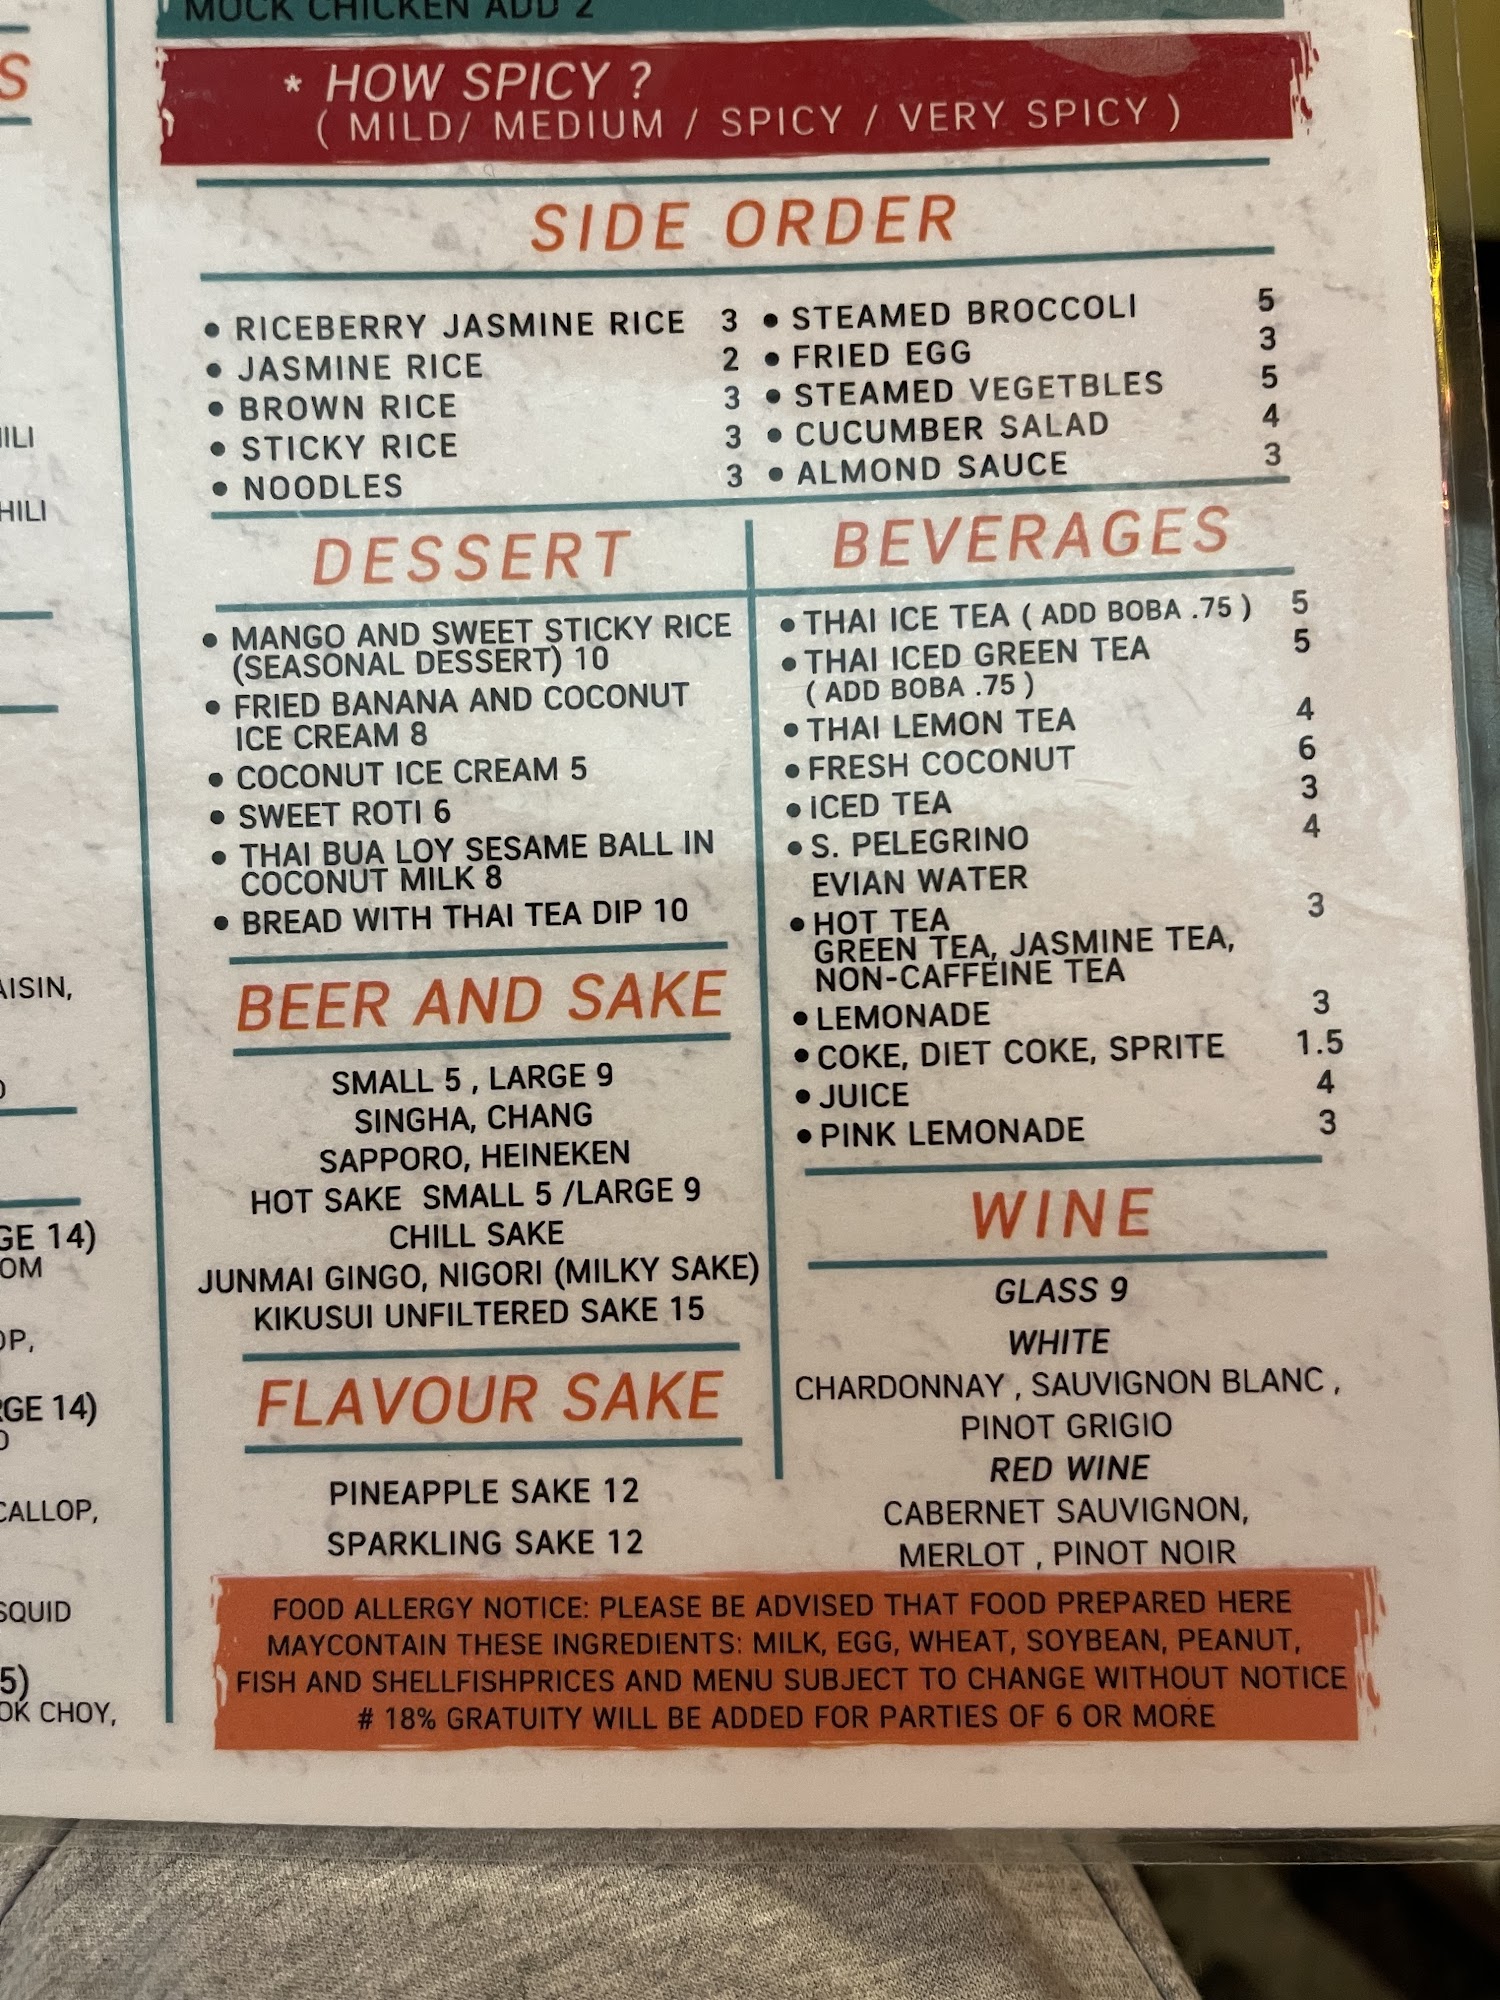 MOCK CHICKEN ADD 2
* HOW SPICY ?
( MILD/ MEDIUM / SPICY / VERY SPICY )
SIDE ORDER
• RICEBERRY JASMINE RICE 3
• JASMINE RICE 2
• BROWN RICE 3
• STICKY RICE 3
• NOODLES 3
• STEAMED BROCCOLI 5
• FRIED EGG 3
• STEAMED VEGETBLES 5
• CUCUMBER SALAD 4
• ALMOND SAUCE 3
DESSERT
• MANGO AND SWEET STICKY RICE
(SEASONAL DESSERT) 10
• FRIED BANANA AND COCONUT
ICE CREAM 8
• COCONUT ICE CREAM 5
• SWEET ROTI 6
• THAI BUA LOY SESAME BALL IN
COCONUT MILK 8
• BREAD WITH THAI TEA DIP 10
BEER AND SAKE
SMALL 5 , LARGE 9
SINGHA, CHANG
SAPPORO, HEINEKEN
HOT SAKE SMALL 5 /LARGE 9
CHILL SAKE
JUNMAI GINGO, NIGORI (MILKY SAKE)
KIKUSUI UNFILTERED SAKE 15
FLAVOUR SAKE
PINEAPPLE SAKE 12
SPARKLING SAKE 12
BEVERAGES
• THAI ICE TEA ( ADD BOBA .75 ) 5
• THAI ICED GREEN TEA 5
( ADD BOBA .75 )
• THAI LEMON TEA 4
• FRESH COCONUT 6
• ICED TEA 3
• S. PELEGRINO 4
EVIAN WATER
• HOT TEA 3
GREEN TEA, JASMINE TEA,
NON-CAFFEINE TEA
• LEMONADE 3
• COKE, DIET COKE, SPRITE 1.5
• JUICE 4
• PINK LEMONADE 3
WINE
GLASS 9
WHITE
CHARDONNAY , SAUVIGNON BLANC ,
PINOT GRIGIO
RED WINE
CABERNET SAUVIGNON,
MERLOT , PINOT NOIR
FOOD ALLERGY NOTICE: PLEASE BE ADVISED THAT FOOD PREPARED HERE
MAYCONTAIN THESE INGREDIENTS: MILK, EGG, WHEAT, SOYBEAN, PEANUT,
FISH AND SHELLFISHPRICES AND MENU SUBJECT TO CHANGE WITHOUT NOTICE
# 18% GRATUITY WILL BE ADDED FOR PARTIES OF 6 OR MORE